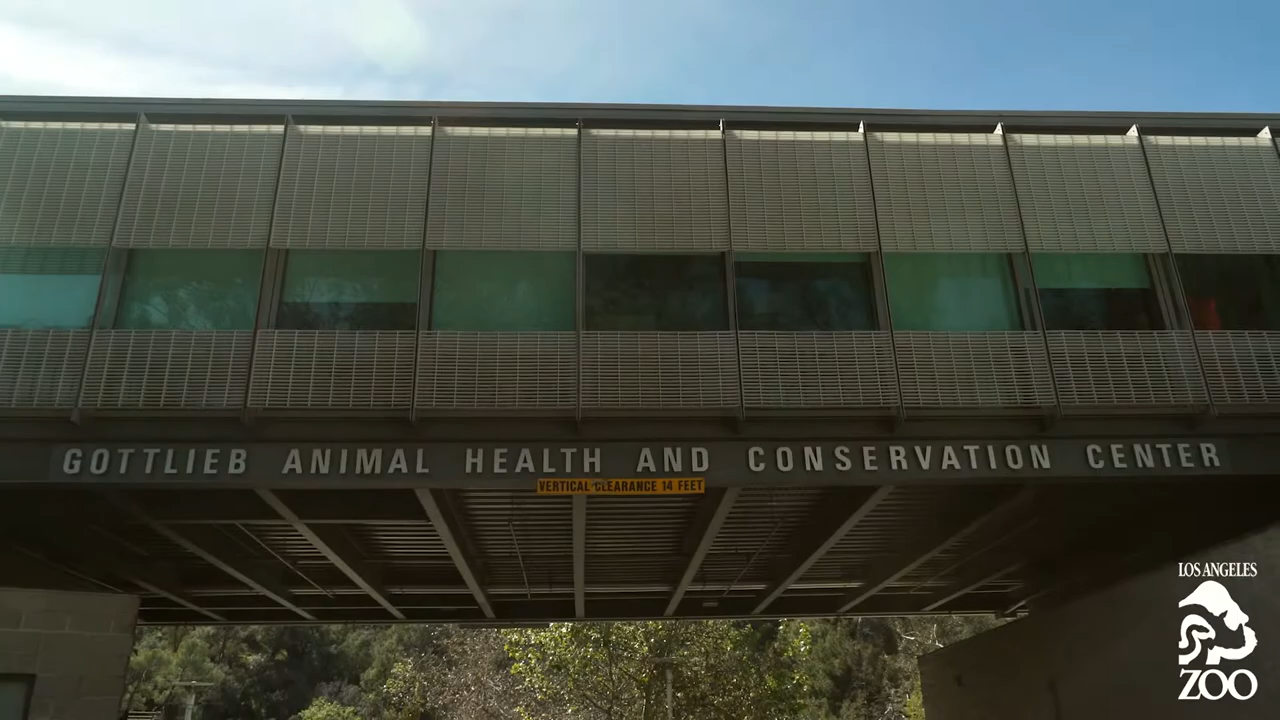 GOTTLIEB ANIMAL HEALTH AND CONSERVATION CENTER
VERTICAL CLEARANCE 14 FEET
LOS ANGELES
ZOO